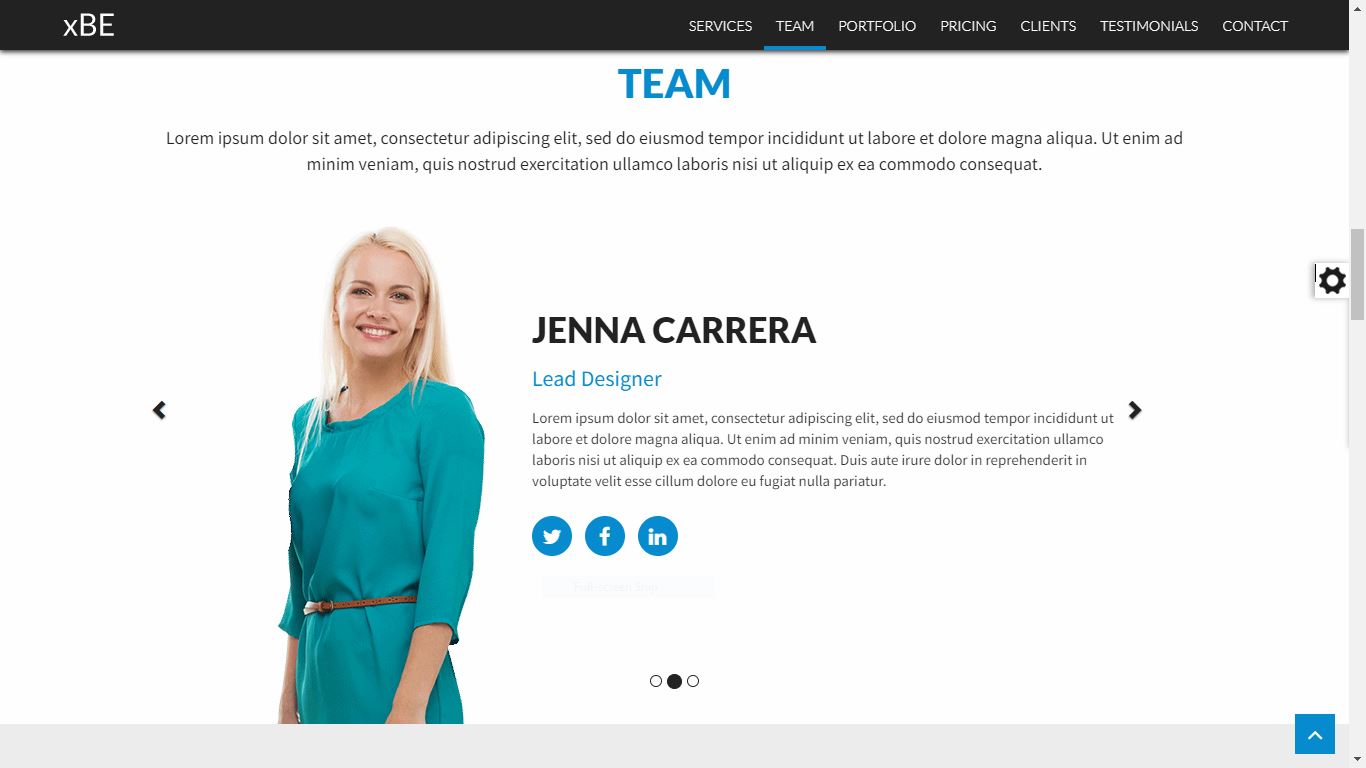 xBE
SERVICES TEAM PORTFOLIO PRICING CLIENTS TESTIMONIALS CONTACT
TEAM
Lorem ipsum dolor sit amet, consectetur adipiscing elit, sed do eiusmod tempor incididunt ut labore et dolore magna aliqua. Ut enim ad
minim veniam, quis nostrud exercitation ullamco laboris nisi ut aliquip ex ea commodo consequat.
JENNA CARRERA
Lead Designer
Lorem ipsum dolor sit amet, consectetur adipiscing elit, sed do eiusmod tempor incididunt ut
labore et dolore magna aliqua. Ut enim ad minim veniam, quis nostrud exercitation ullamco
laboris nisi ut aliquip ex ea commodo consequat. Duis aute irure dolor in reprehenderit in
voluptate velit esse cillum dolore eu fugiat nulla pariatur.
Full-screen Snip